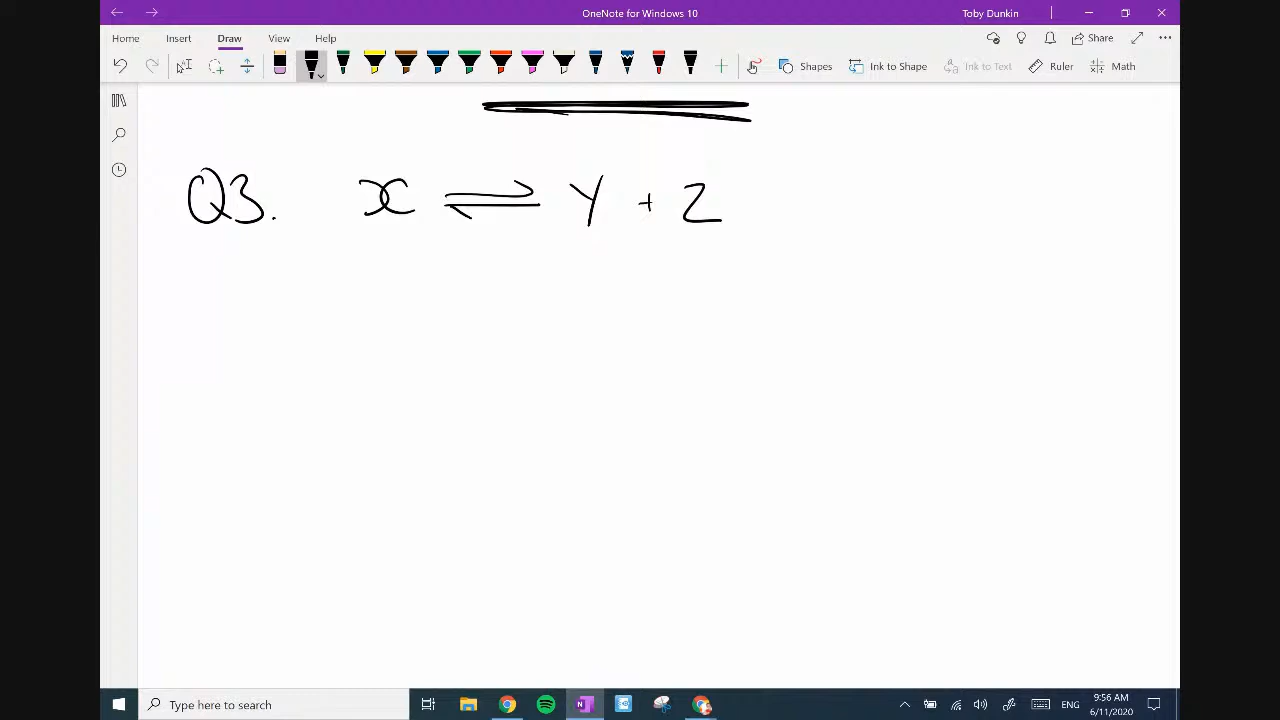 OneNote for Windows 10
Toby Dunkin
Home Insert Draw View Help
Share
Shapes Ink to Shape Ink to Text Ruler Math
Q3. x ⇌ Y + Z
Type here to search
ENG
9:56 AM
6/11/2020